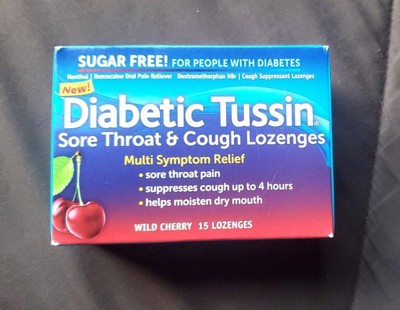 SUGAR FREE! FOR PEOPLE WITH DIABETES
Menthol | Benzocaine Oral Pain Reliever Dextromethorphan HBr | Cough Suppressant Lozenges
New!
Diabetic Tussin®
Sore Throat & Cough Lozenges
Multi Symptom Relief
• sore throat pain
• suppresses cough up to 4 hours
• helps moisten dry mouth
WILD CHERRY 15 LOZENGES